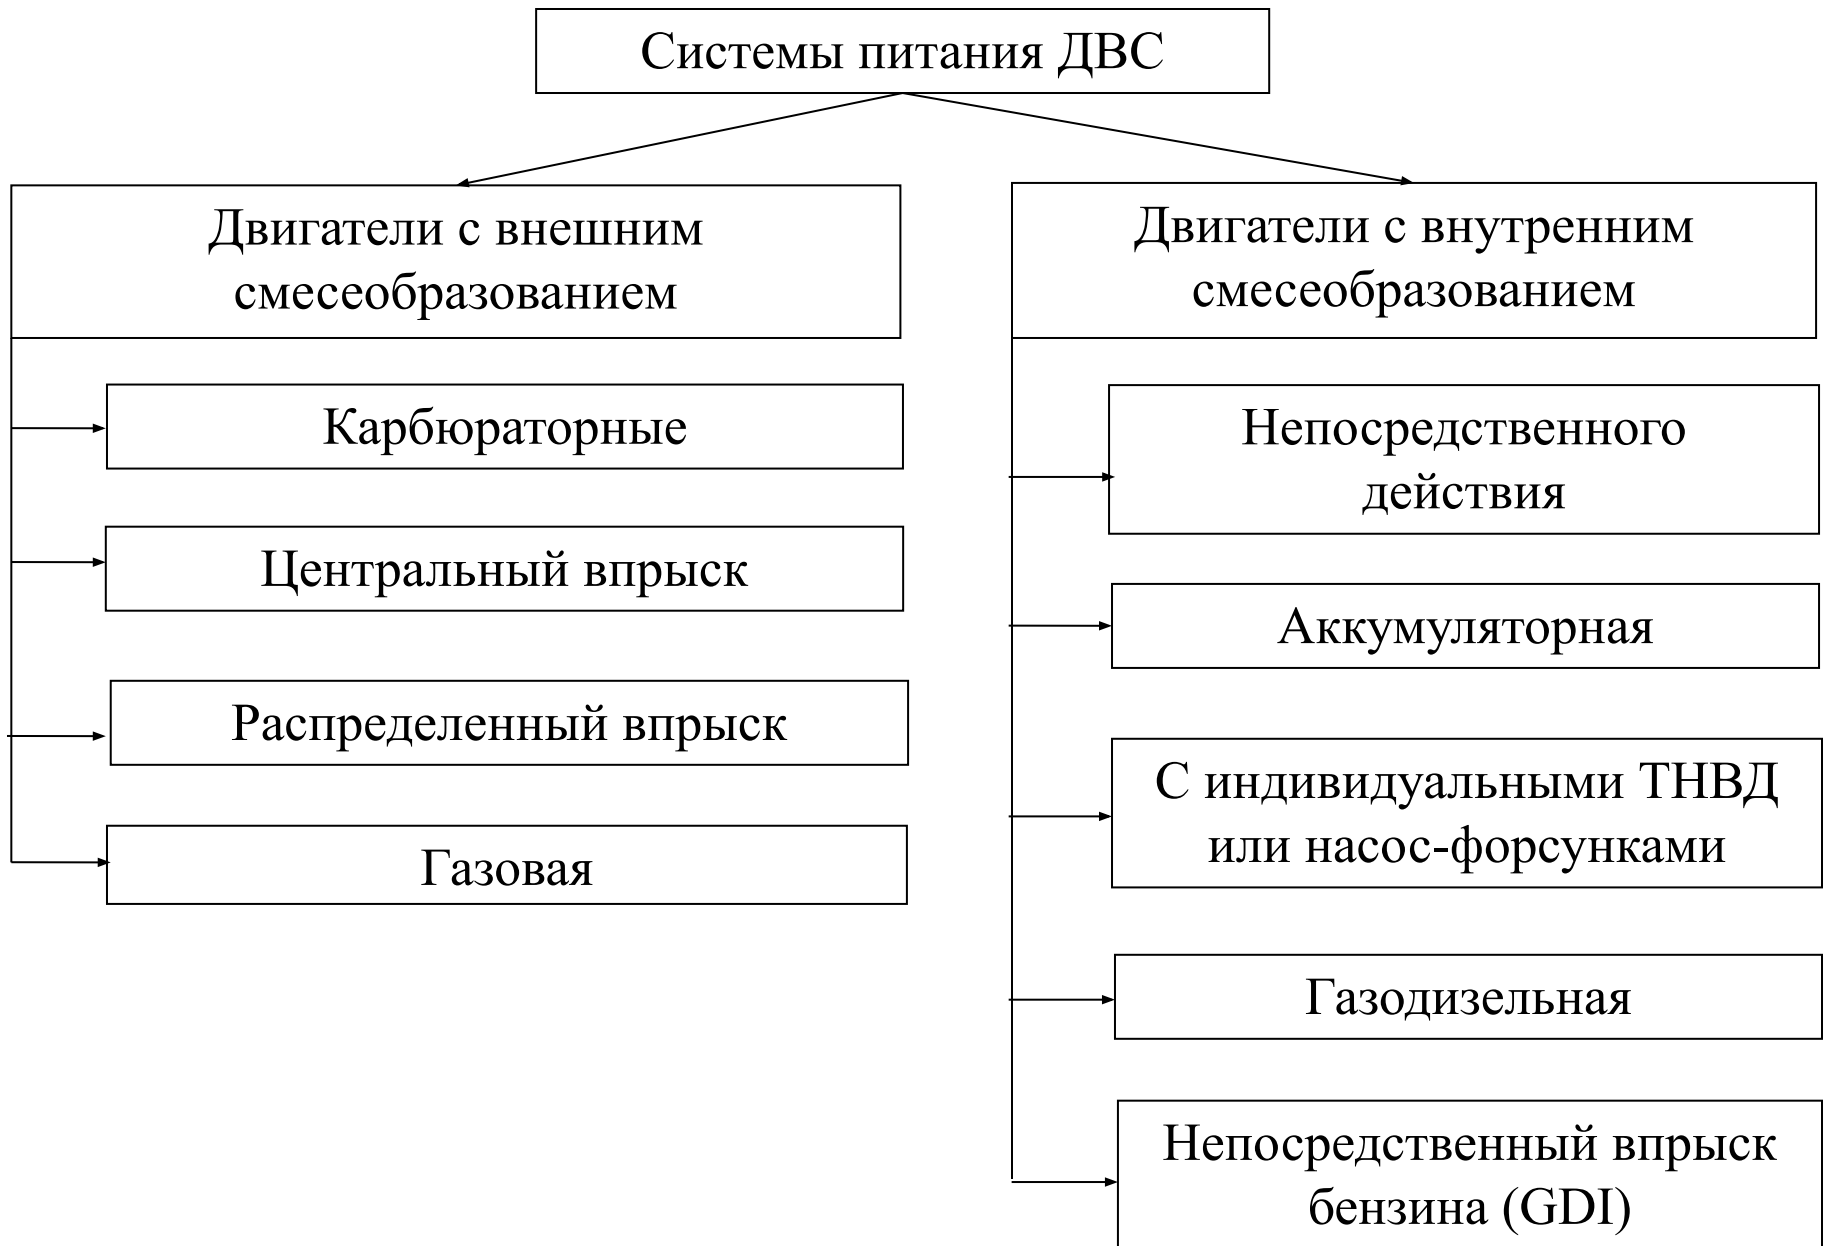 Системы питания ДВС
Двигатели с внешним
смесеобразованием
Карбюраторные
Центральный впрыск
Распределенный впрыск
Газовая
Двигатели с внутренним
смесеобразованием
Непосредственного
действия
Аккумуляторная
С индивидуальными ТНВД
или насос-форсунками
Газодизельная
Непосредственный впрыск
бензина (GDI)